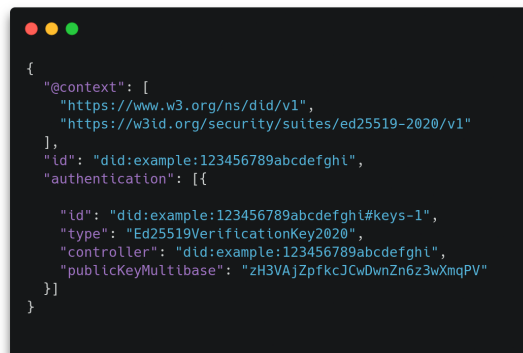 {
  "@context": [
    "https://www.w3.org/ns/did/v1",
    "https://w3id.org/security/suites/ed25519-2020/v1"
  ],
  "id": "did:example:123456789abcdefghi",
  "authentication": [{
    "id": "did:example:123456789abcdefghi#keys-1",
    "type": "Ed25519VerificationKey2020",
    "controller": "did:example:123456789abcdefghi",
    "publicKeyMultibase": "zH3VAjZpfkcJCwDwnZn6z3wXmqPV"
  }]
}